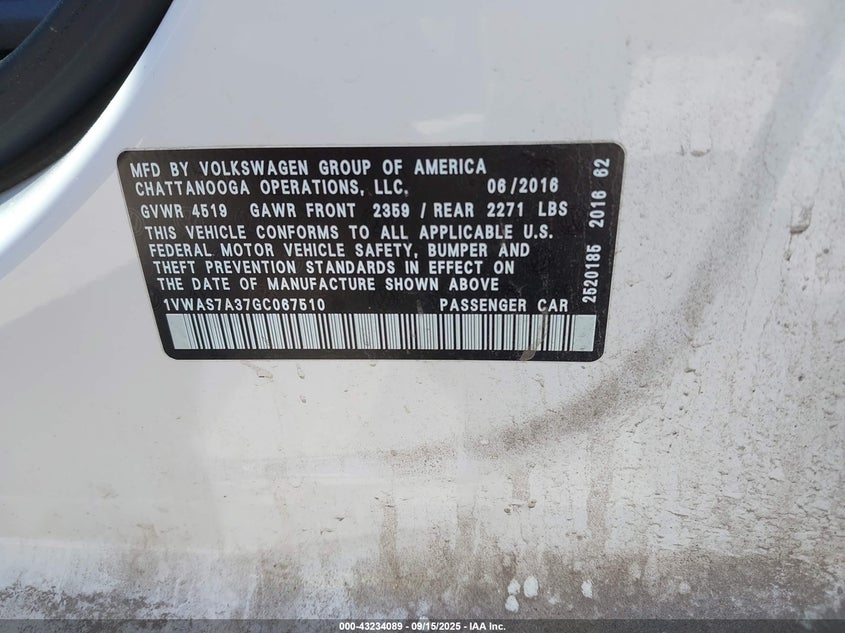 MFD BY VOLKSWAGEN GROUP OF AMERICA
CHATTANOOGA OPERATIONS, LLC. 06/2016
GVWR 4519 GAWR FRONT 2359 / REAR 2271 LBS
THIS VEHICLE CONFORMS TO ALL APPLICABLE U.S.
FEDERAL MOTOR VEHICLE SAFETY, BUMPER AND
THEFT PREVENTION STANDARDS IN EFFECT ON
THE DATE OF MANUFACTURE SHOWN ABOVE
1VWAS7A37GC067510 PASSENGER CAR
2520185 2016 62
000-43234089 - 09/15/2025 - IAA Inc.